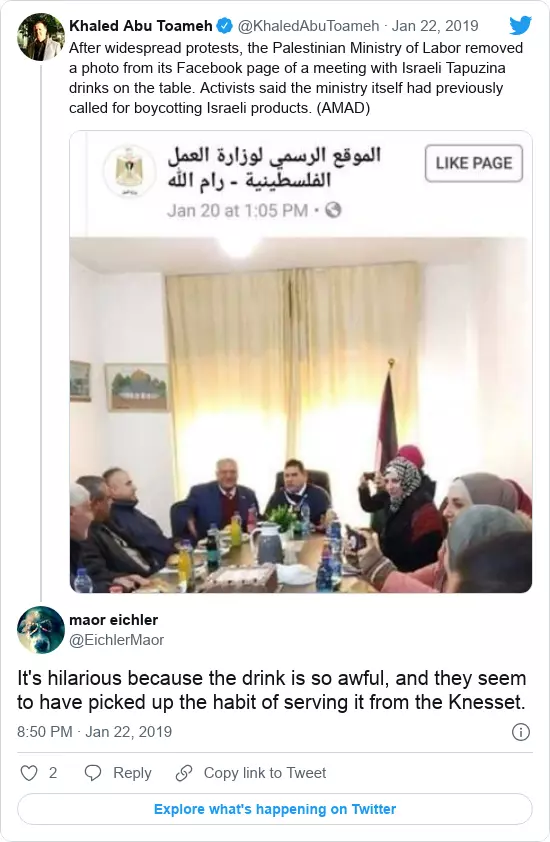 Khaled Abu Toameh @KhaledAbuToameh · Jan 22, 2019
After widespread protests, the Palestinian Ministry of Labor removed
a photo from its Facebook page of a meeting with Israeli Tapuzina
drinks on the table. Activists said the ministry itself had previously
called for boycotting Israeli products. (AMAD)
الموقع الرسمي لوزارة العمل
الفلسطينية - رام الله
LIKE PAGE
Jan 20 at 1:05 PM ·
maor eichler
@EichlerMaor
It's hilarious because the drink is so awful, and they seem
to have picked up the habit of serving it from the Knesset.
8:50 PM · Jan 22, 2019
2 Reply Copy link to Tweet
Explore what's happening on Twitter